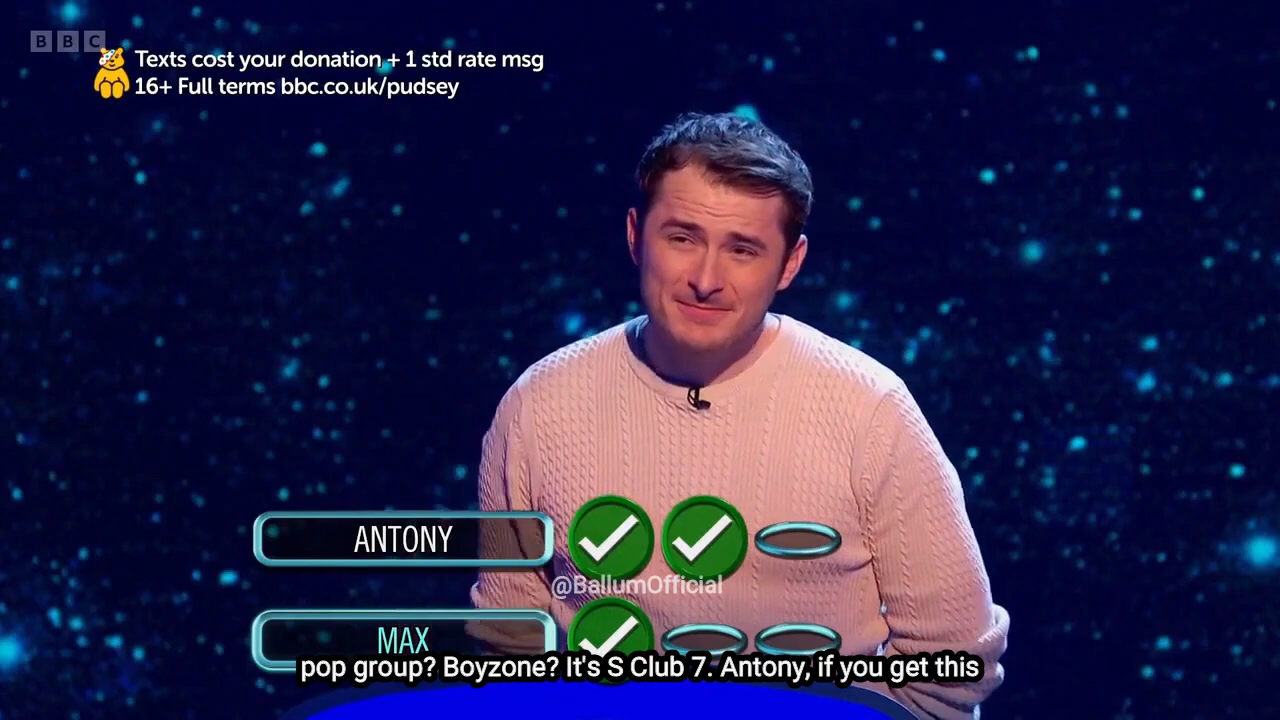 BBC
Texts cost your donation + 1 std rate msg
16+ Full terms bbc.co.uk/pudsey
ANTONY
@BallumOfficial
MAX
pop group? Boyzone? It's S Club 7. Antony, if you get this